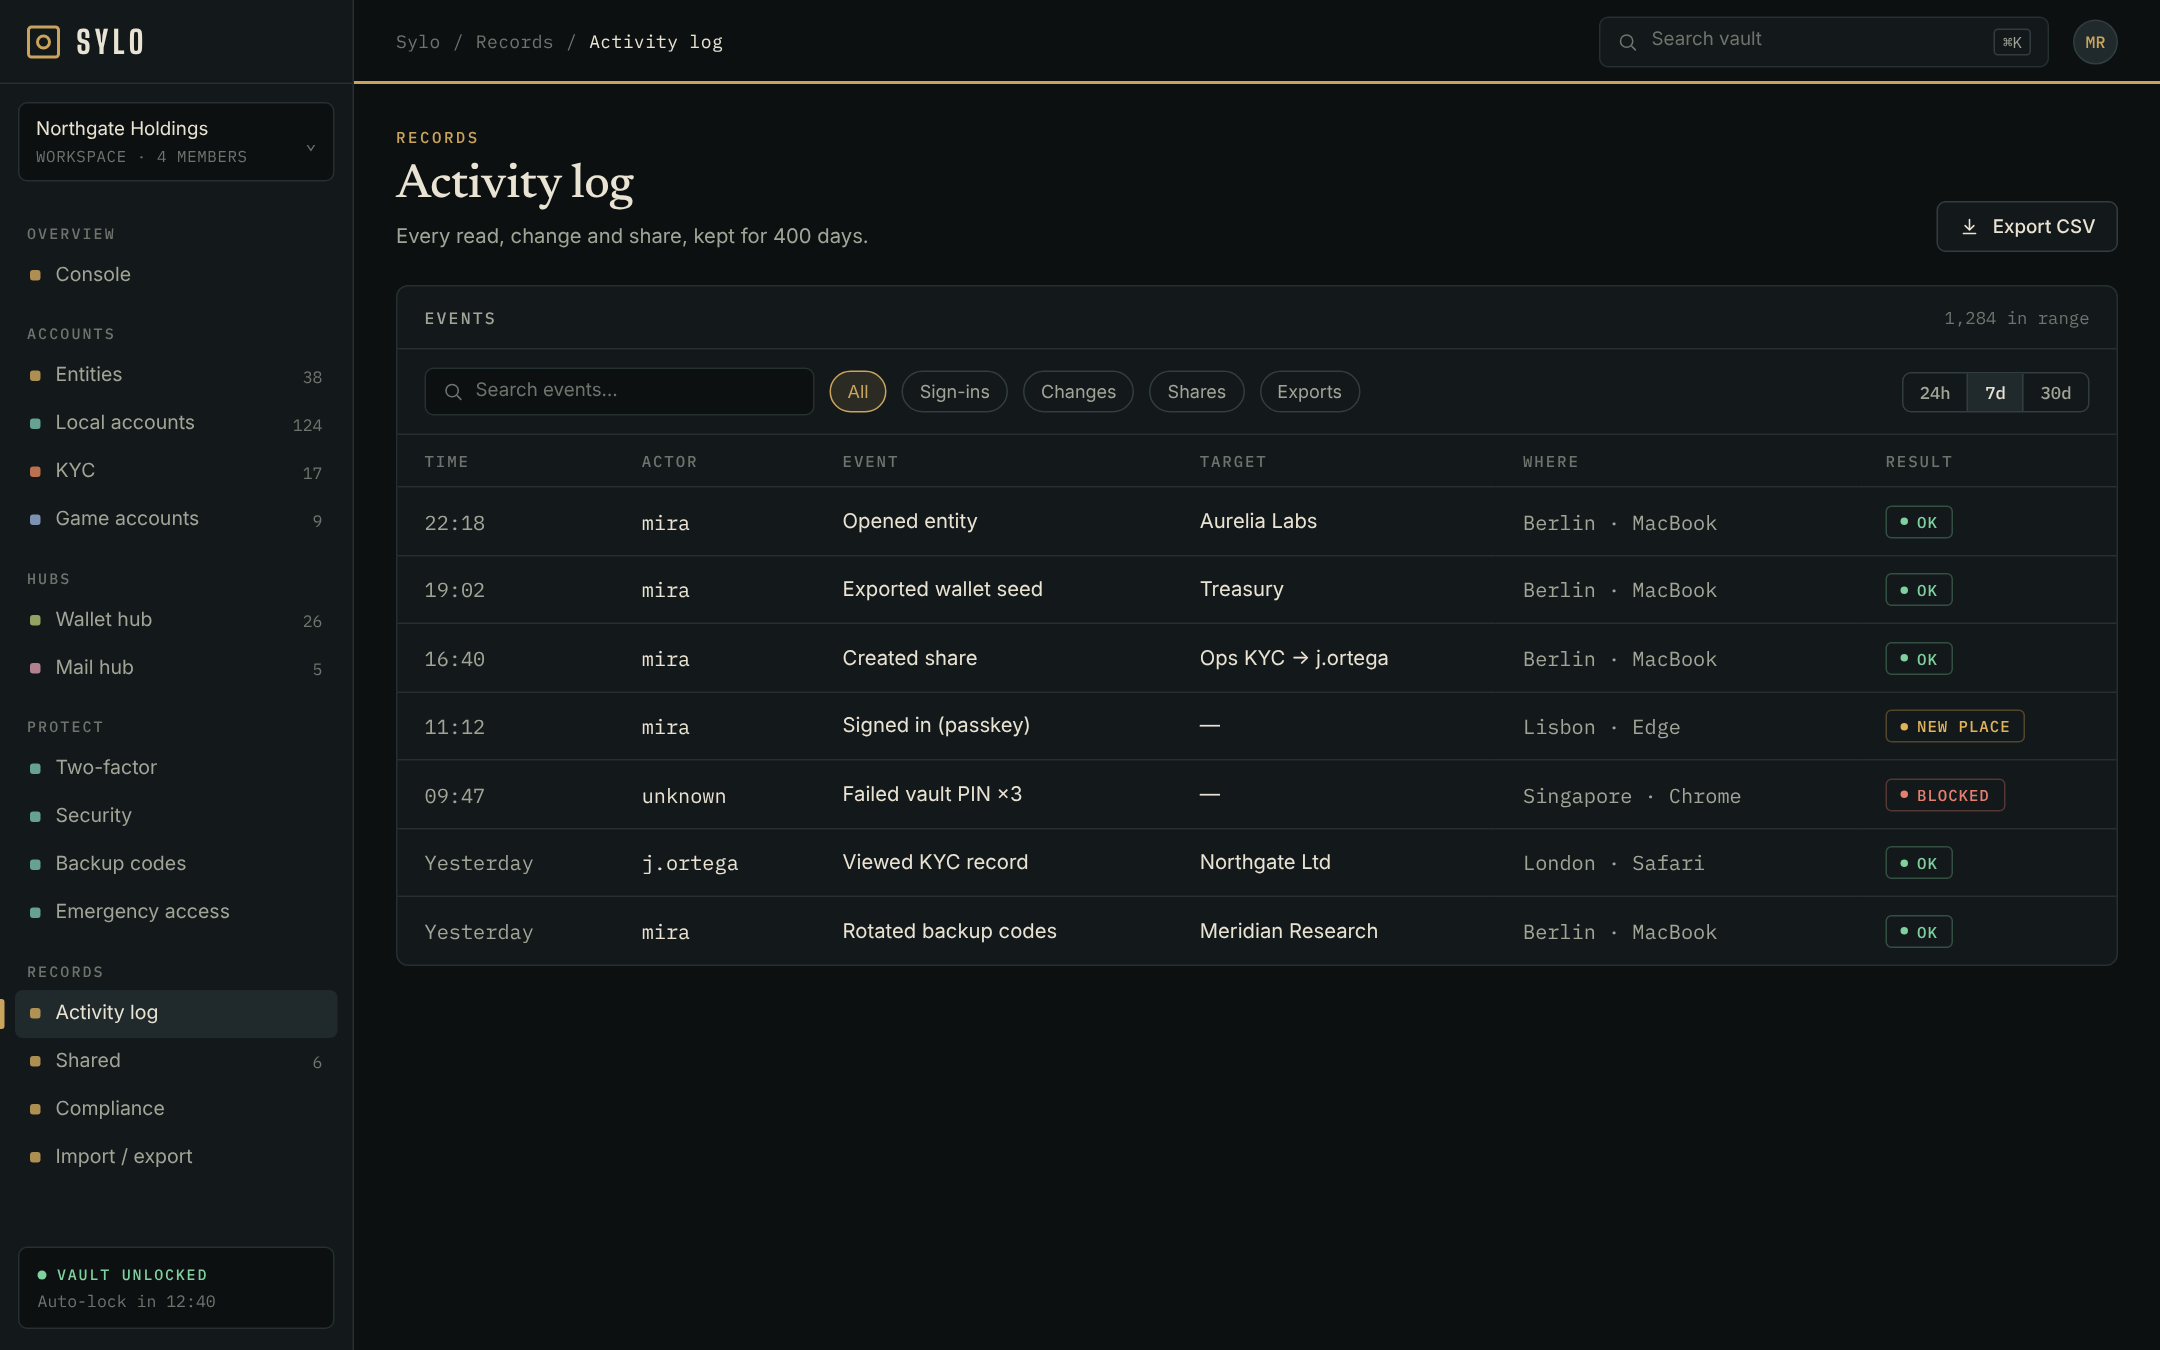 SYLO
Northgate Holdings
WORKSPACE · 4 MEMBERS
OVERVIEW
Console
ACCOUNTS
Entities 38
Local accounts 124
KYC 17
Game accounts 9
HUBS
Wallet hub 26
Mail hub 5
PROTECT
Two-factor
Security
Backup codes
Emergency access
RECORDS
Activity log
Shared 6
Compliance
Import / export
VAULT UNLOCKED
Auto-lock in 12:40
Sylo / Records / Activity log
Search vault ⌘K
MR
RECORDS
Activity log
Every read, change and share, kept for 400 days.
Export CSV
EVENTS 1,284 in range
Search events... All Sign-ins Changes Shares Exports 24h 7d 30d
TIME ACTOR EVENT TARGET WHERE RESULT
22:18 mira Opened entity Aurelia Labs Berlin · MacBook OK
19:02 mira Exported wallet seed Treasury Berlin · MacBook OK
16:40 mira Created share Ops KYC → j.ortega Berlin · MacBook OK
11:12 mira Signed in (passkey) — Lisbon · Edge NEW PLACE
09:47 unknown Failed vault PIN ×3 — Singapore · Chrome BLOCKED
Yesterday j.ortega Viewed KYC record Northgate Ltd London · Safari OK
Yesterday mira Rotated backup codes Meridian Research Berlin · MacBook OK